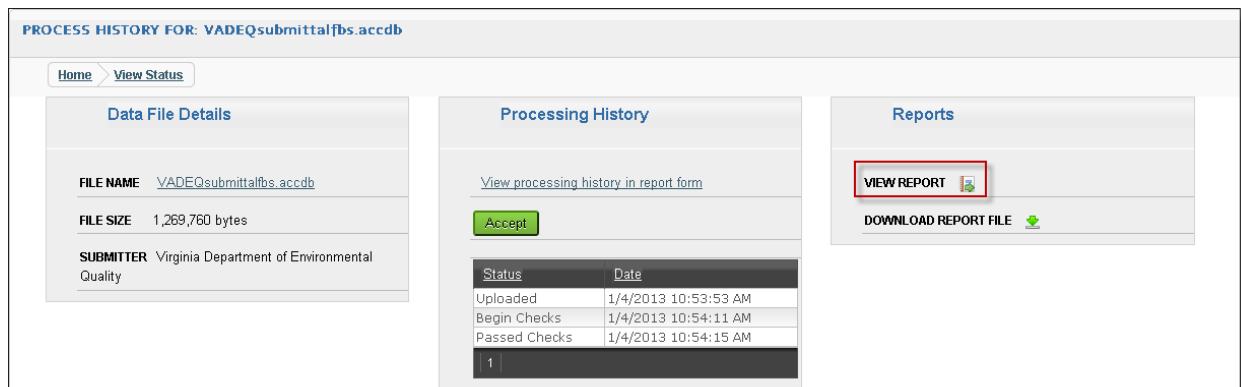 PROCESS HISTORY FOR: VADEQsubmittalfbs.accdb
Home View Status
Data File Details
FILE NAME VADEQsubmittalfbs.accdb
FILE SIZE 1,269,760 bytes
SUBMITTER Virginia Department of Environmental
Quality
Processing History
View processing history in report form
Accept
Status Date
Uploaded 1/4/2013 10:53:53 AM
Begin Checks 1/4/2013 10:54:11 AM
Passed Checks 1/4/2013 10:54:15 AM
1
Reports
VIEW REPORT
DOWNLOAD REPORT FILE